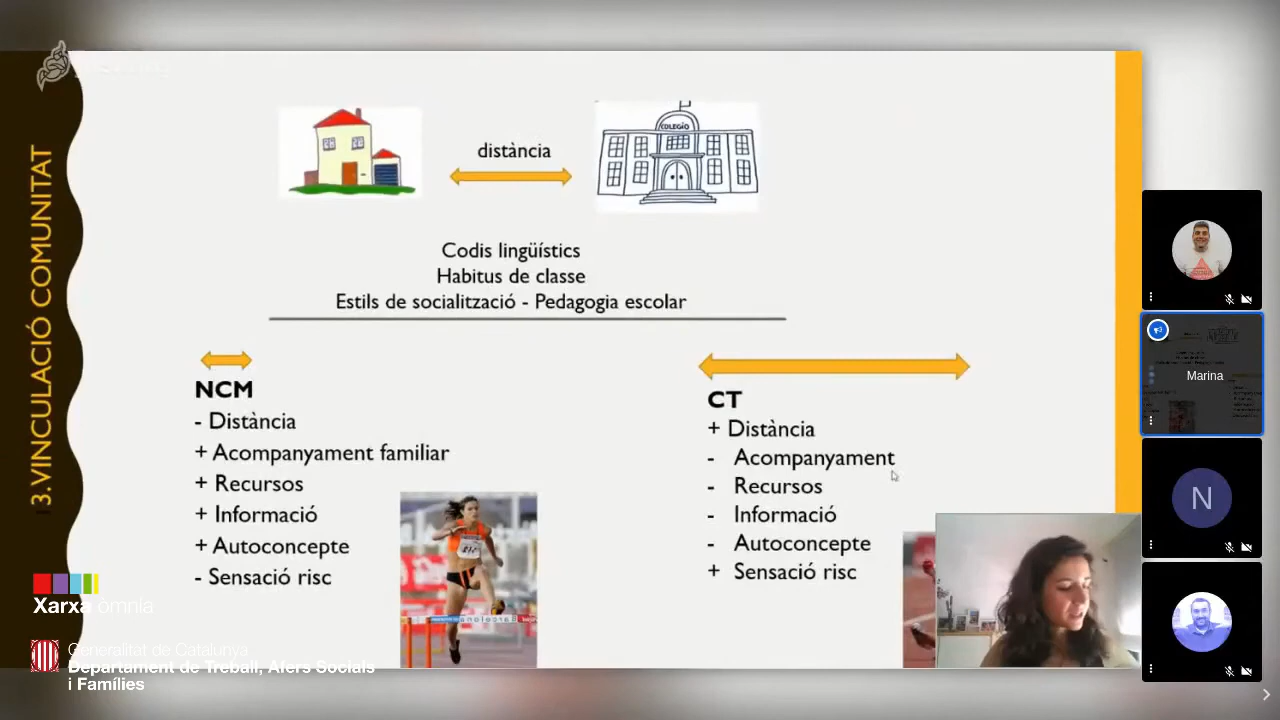 3.VINCULACIÓ COMUNITAT
COLEGIO
distància
Codis lingüístics
Habitus de classe
Estils de socialització - Pedagogia escolar
NCM
- Distància
+ Acompanyament familiar
+ Recursos
+ Informació
+ Autoconcepte
- Sensació risc
CT
+ Distància
- Acompanyament
- Recursos
- Informació
- Autoconcepte
+ Sensació risc
Marina
N
Xarxa òmnia
Generalitat de Catalunya
Departament de Treball, Afers Socials
i Famílies